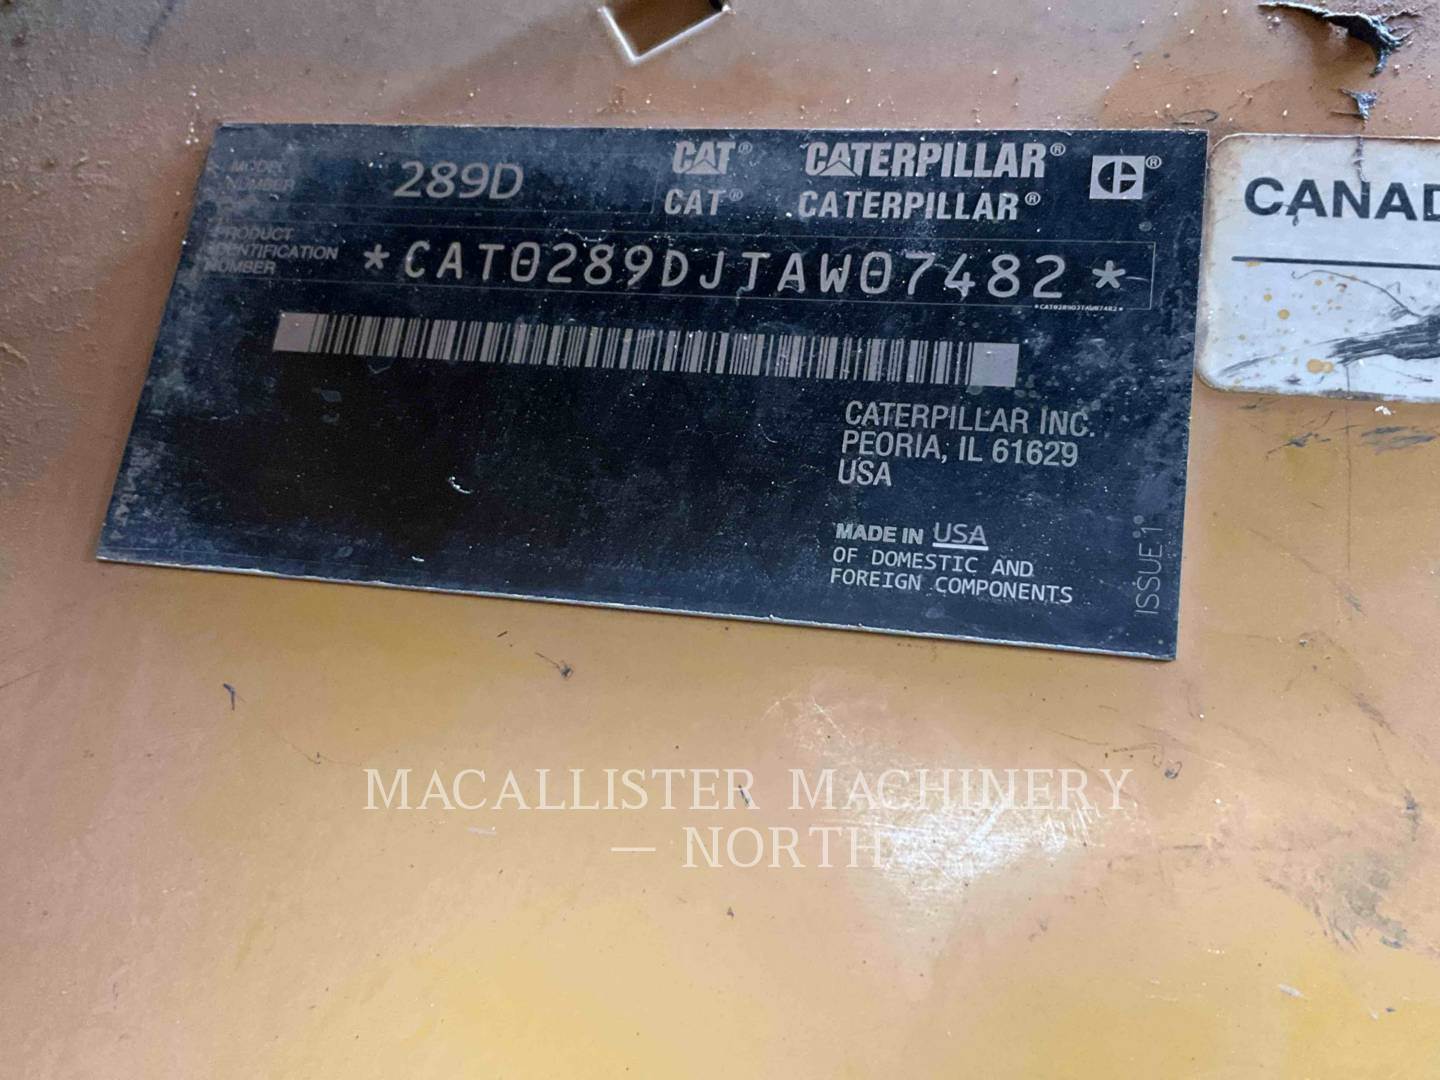 MODEL NUMBER 289D
CAT® CATERPILLAR® ®
CAT® CATERPILLAR®
PRODUCT
IDENTIFICATION
NUMBER
*CAT0289DJTAW07482*
*CAT0289DJTAW07482*
CATERPILLAR INC.
PEORIA, IL 61629
USA
MADE IN USA
OF DOMESTIC AND
FOREIGN COMPONENTS
ISSUE 1
CANAD
MACALLISTER MACHINERY
— NORTH